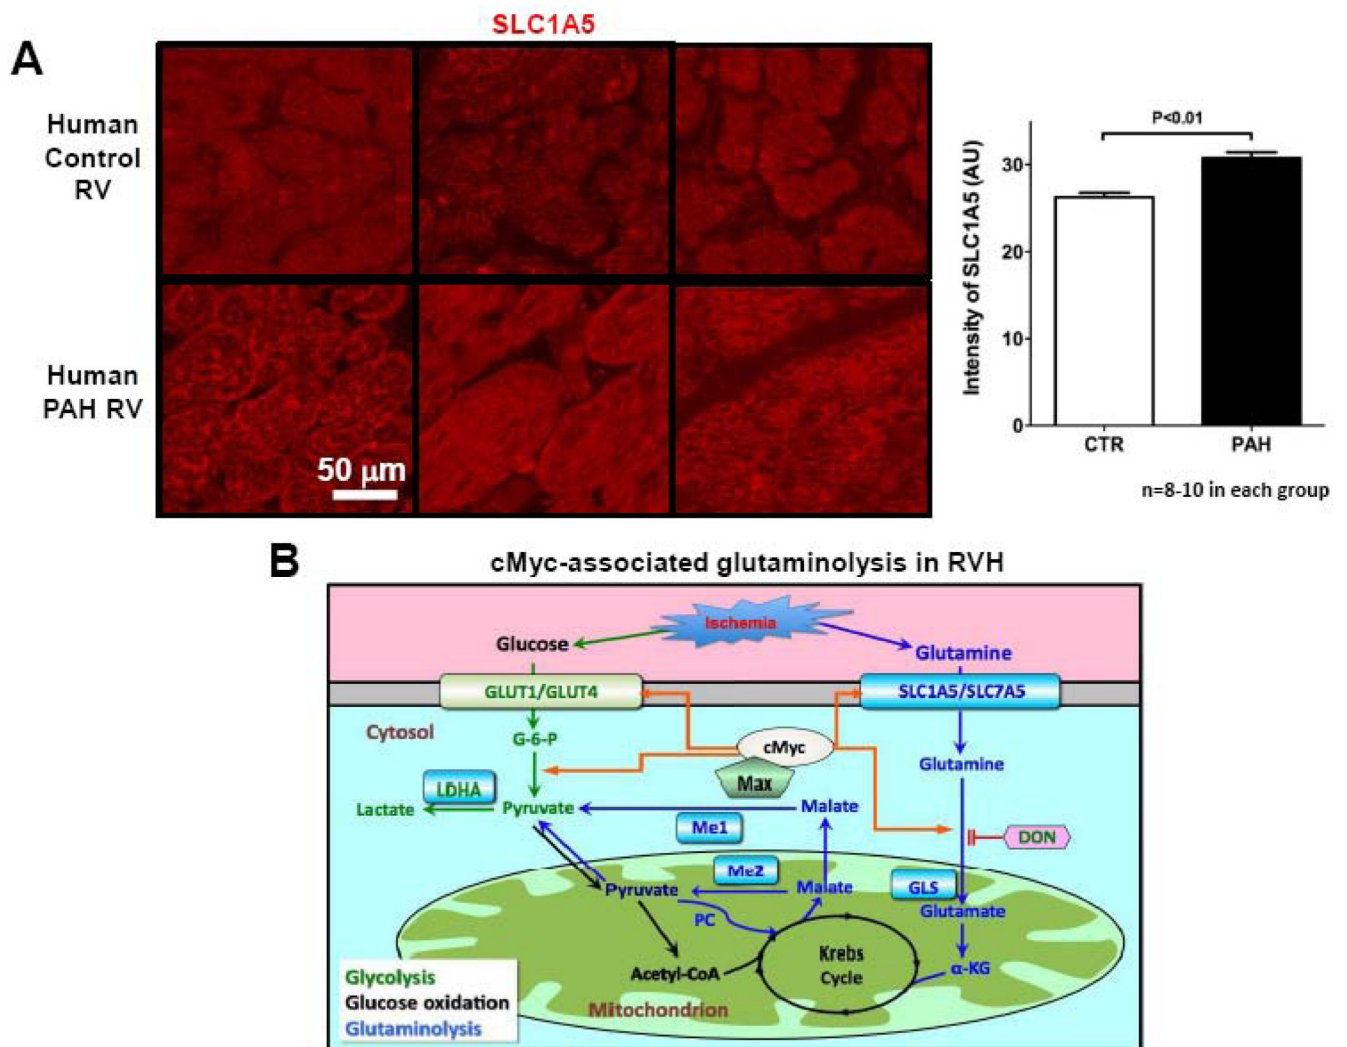 SLC1A5
A
Human
Control
RV
Human
PAH RV
50 μm
P<0.01
Intensity of SLC1A5 (AU)
30
20
10
0
CTR
PAH
n=8-10 in each group
B
cMyc-associated glutaminolysis in RVH
Ischemia
Glucose
Glutamine
GLUT1/GLUT4
SLC1A5/SLC7A5
Cytosol
G-6-P
cMyc
Max
Glutamine
LDHA
Lactate
Pyruvate
Malate
Me1
DON
Me2
Pyruvate
Malate
GLS
PC
Glutamate
Krebs
Cycle
Acetyl-CoA
α-KG
Mitochondrion
Glycolysis
Glucose oxidation
Glutaminolysis